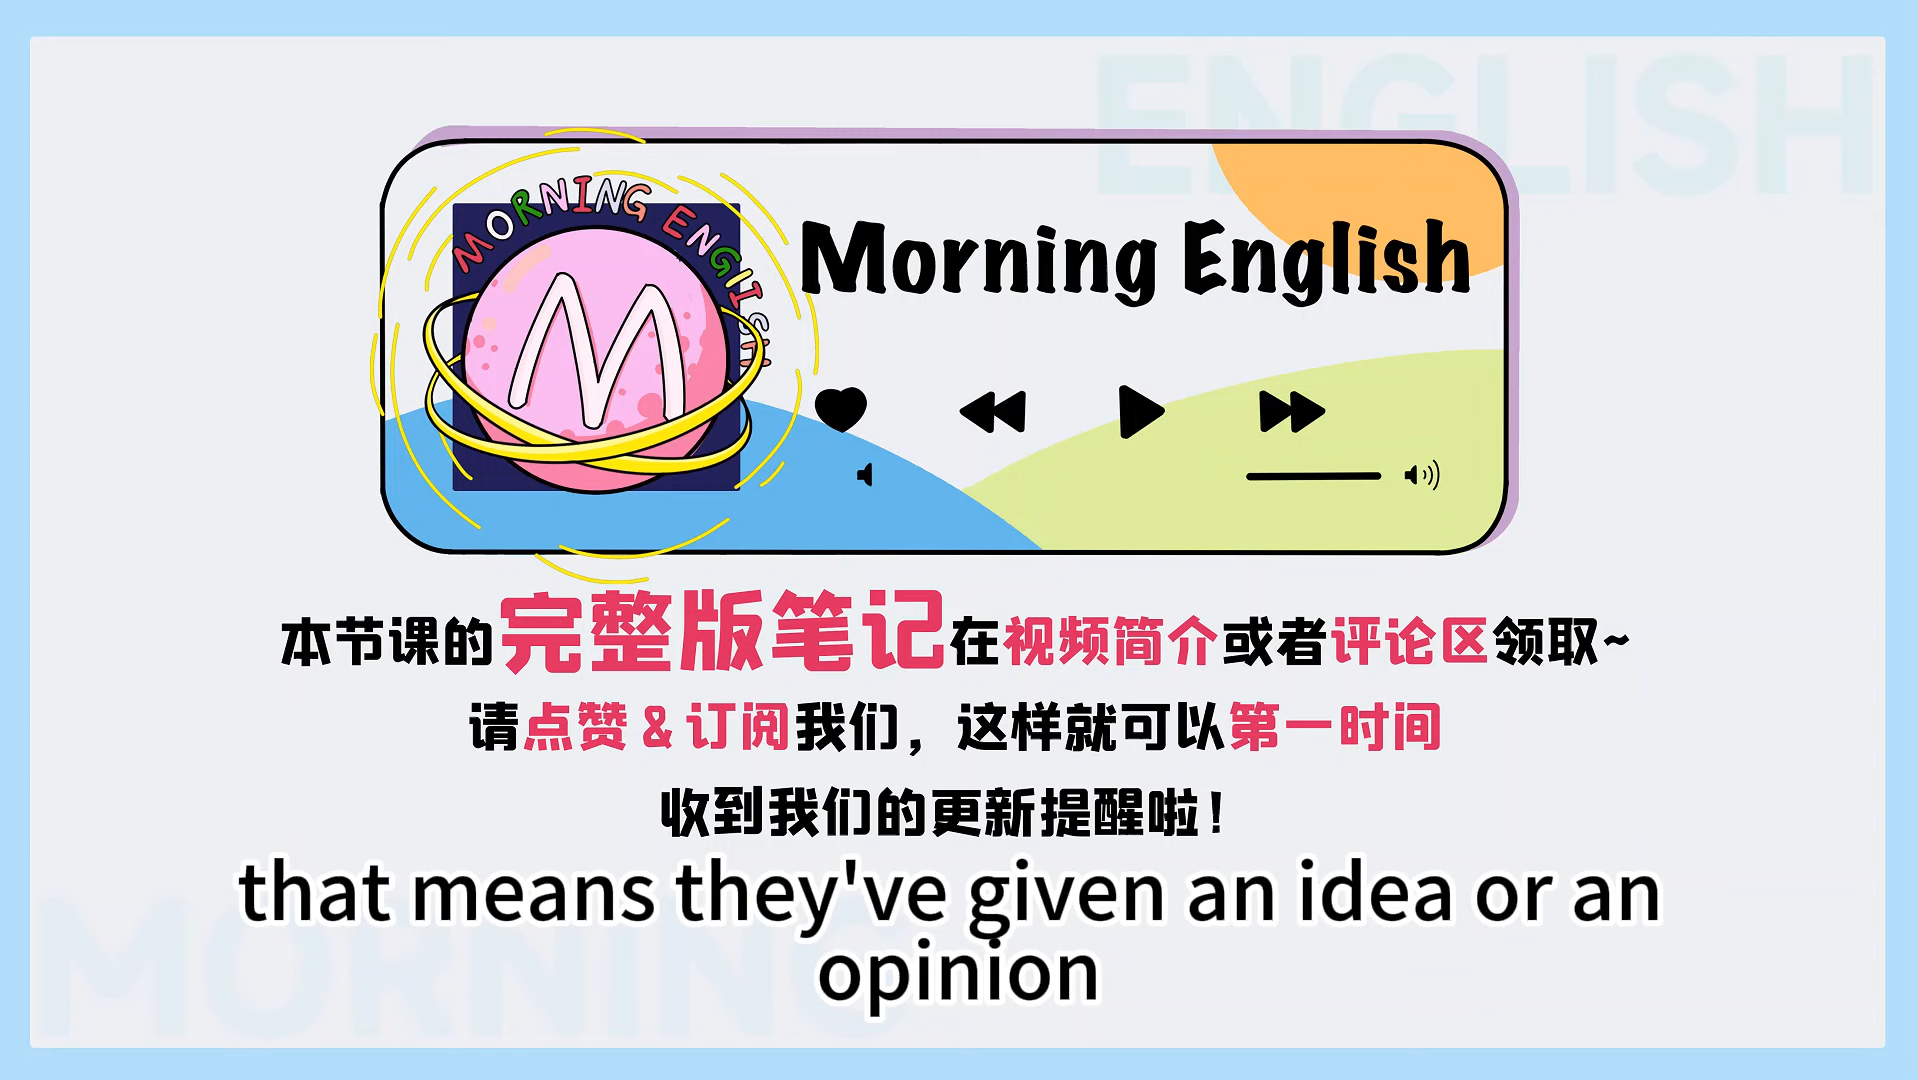 ENGLISH
MORNING ENGLISH
M
Morning English
本节课的完整版笔记在视频简介或者评论区领取~
请点赞&订阅我们，这样就可以第一时间
收到我们的更新提醒啦！
that means they've given an idea or an
opinion
MORNING